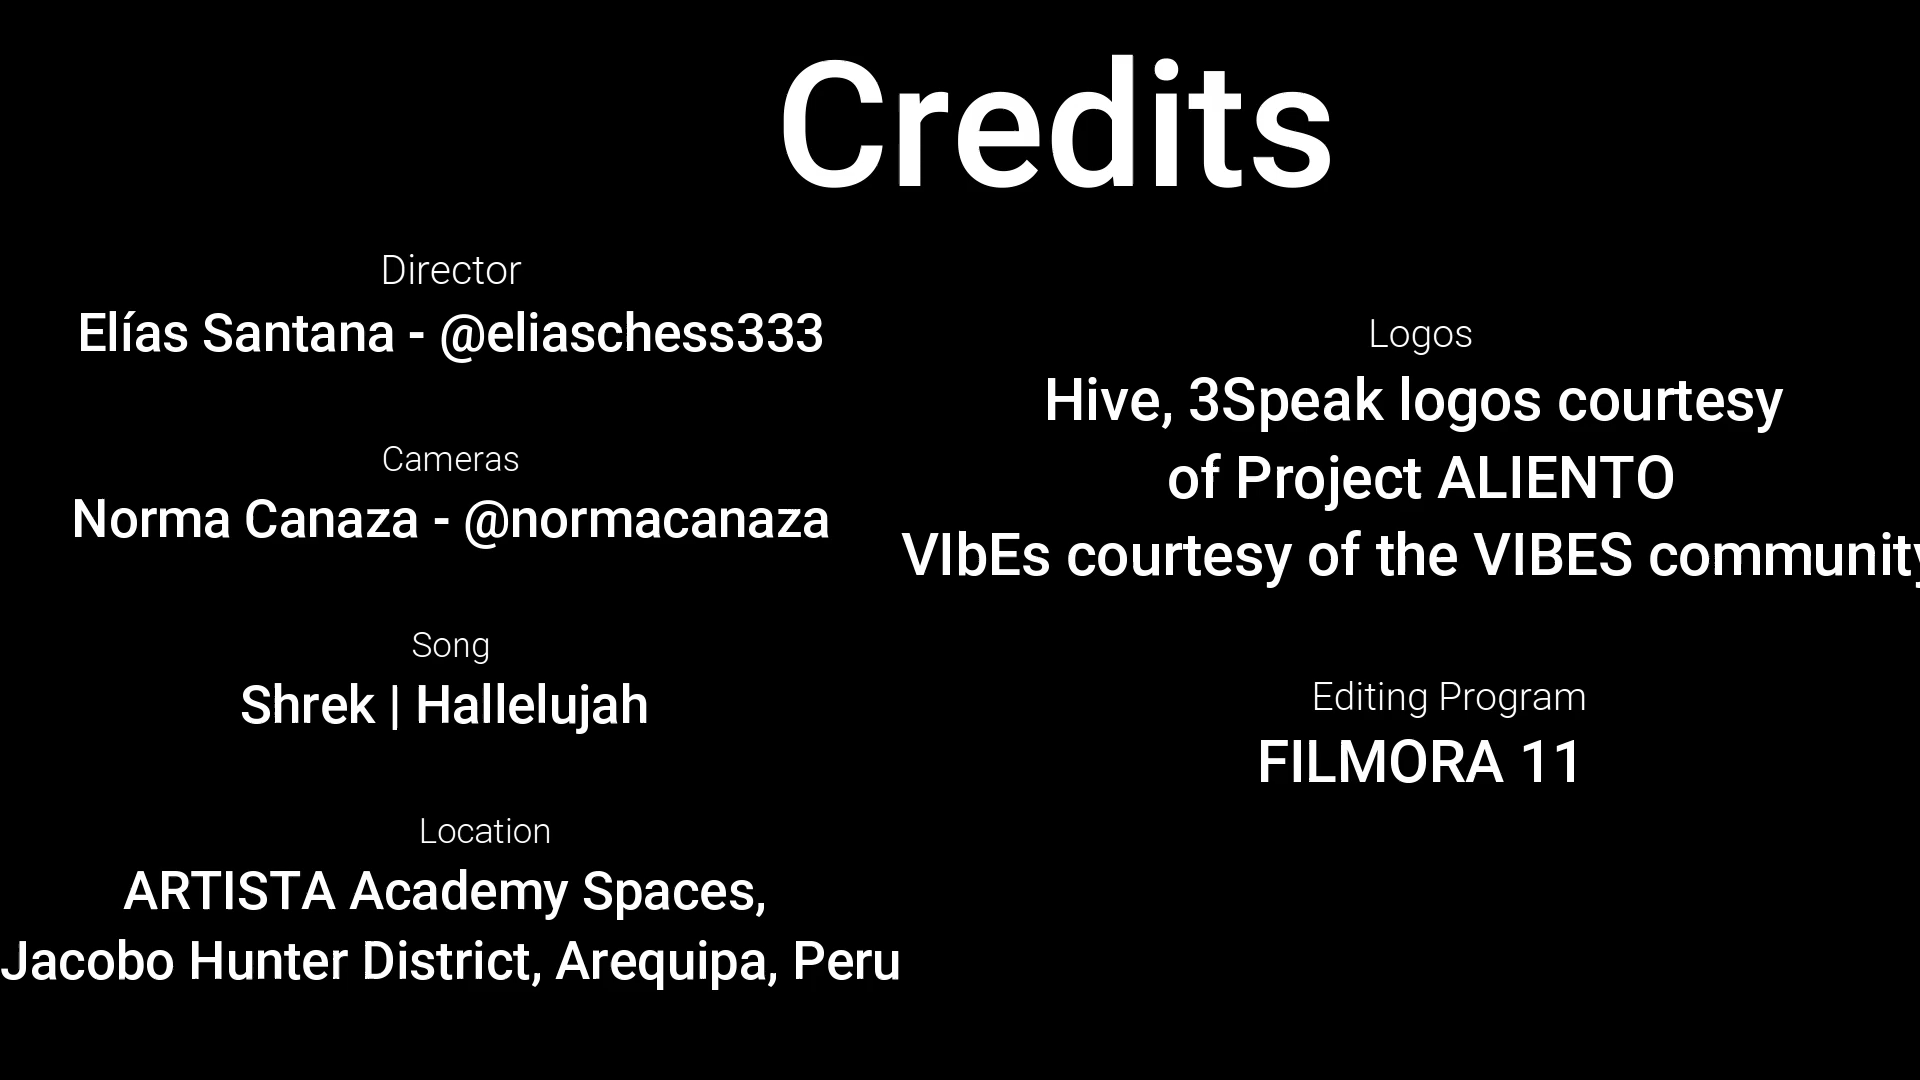 Credits
Director
Elías Santana - @eliaschess333
Cameras
Norma Canaza - @normacanaza
Song
Shrek | Hallelujah
Location
ARTISTA Academy Spaces,
Jacobo Hunter District, Arequipa, Peru
Logos
Hive, 3Speak logos courtesy
of Project ALIENTO
VIbEs courtesy of the VIBES community
Editing Program
FILMORA 11